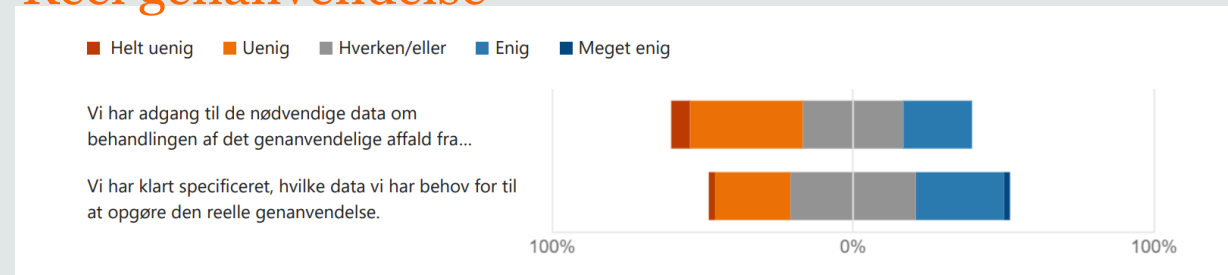 Reel genanvendelse
Helt uenig Uenig Hverken/eller Enig Meget enig
Vi har adgang til de nødvendige data om
behandlingen af det genanvendelige affald fra...
Vi har klart specificeret, hvilke data vi har behov for til
at opgøre den reelle genanvendelse.
100% 0% 100%